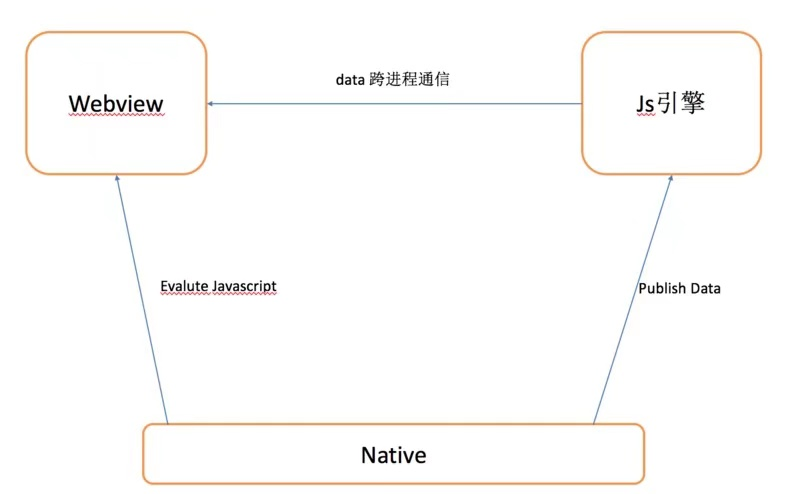 data 跨进程通信
Webview
Js引擎
Evalute Javascript
Publish Data
Native